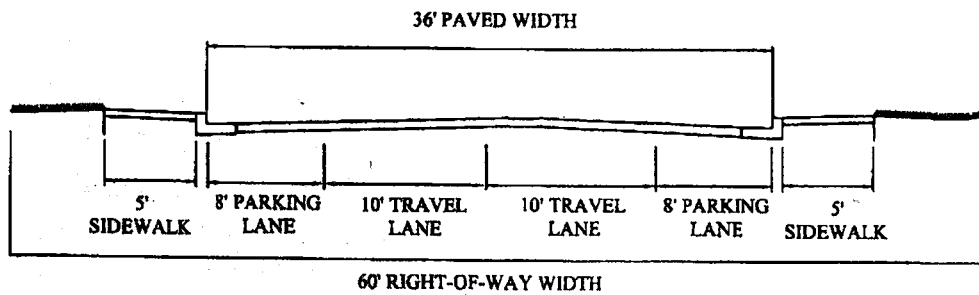 36' PAVED WIDTH
5'
SIDEWALK
8' PARKING
LANE
10' TRAVEL
LANE
10' TRAVEL
LANE
8' PARKING
LANE
5'
SIDEWALK
60' RIGHT-OF-WAY WIDTH